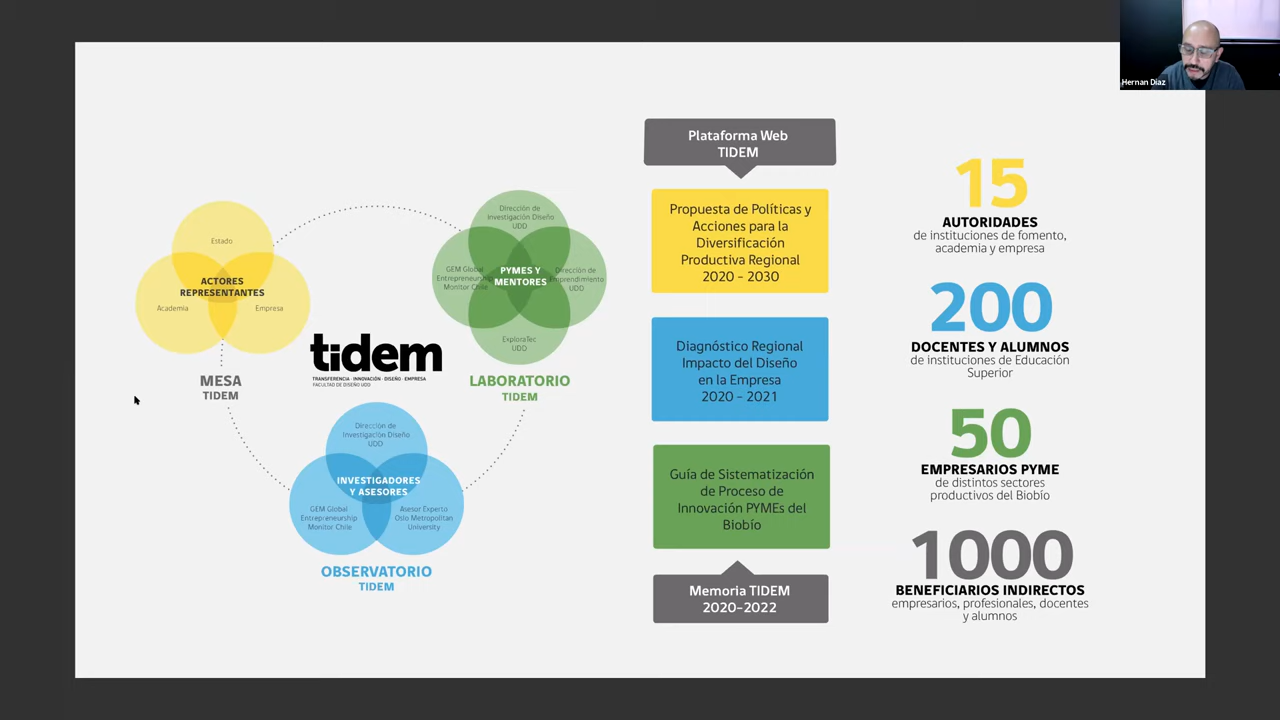 Hernan Diaz
Estado
ACTORES
REPRESENTANTES
Academia
Empresa
MESA
TIDEM
tidem
TRANSFERENCIA · INNOVACIÓN · DISEÑO · EMPRESA
FACULTAD DE DISEÑO UDD
Dirección de
Investigación Diseño
UDD
GEM Global
Entrepreneurship
Monitor Chile
PYMES Y
MENTORES
Dirección de
Emprendimiento
UDD
ExploraTec
UDD
LABORATORIO
TIDEM
Dirección de
Investigación Diseño
UDD
INVESTIGADORES
Y ASESORES
GEM Global
Entrepreneurship
Monitor Chile
Asesor Experto
Oslo Metropolitan
University
OBSERVATORIO
TIDEM
Plataforma Web
TIDEM
Propuesta de Políticas y
Acciones para la
Diversificación
Productiva Regional
2020 - 2030
Diagnóstico Regional
Impacto del Diseño
en la Empresa
2020 - 2021
Guía de Sistematización
de Proceso de
Innovación PYMEs del
Biobío
Memoria TIDEM
2020-2022
15
AUTORIDADES
de instituciones de fomento,
academia y empresa
200
DOCENTES Y ALUMNOS
de instituciones de Educación
Superior
50
EMPRESARIOS PYME
de distintos sectores
productivos del Biobío
1000
BENEFICIARIOS INDIRECTOS
empresarios, profesionales, docentes
y alumnos